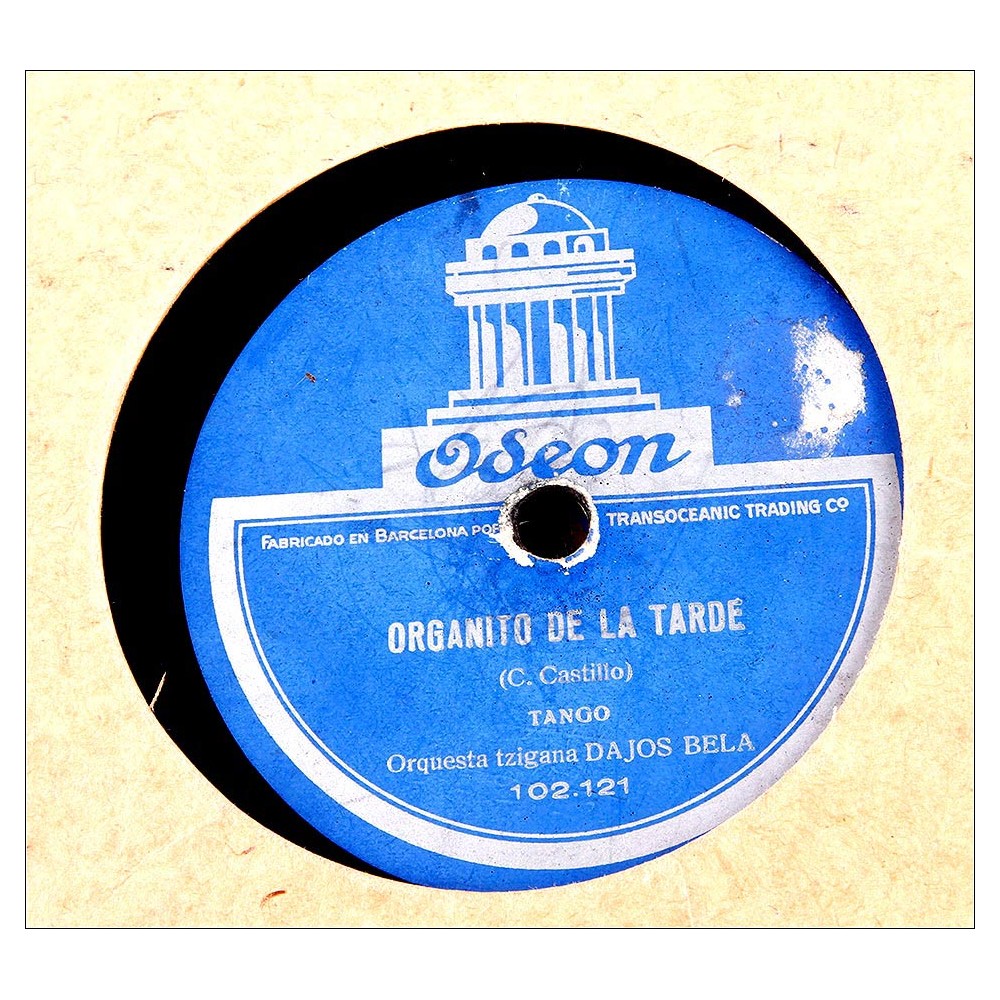 Odeon
FABRICADO EN BARCELONA POR TRANSOCEANIC TRADING Cº
ORGANITO DE LA TARDE
(C. Castillo)
TANGO
Orquesta tzigana DAJOS BELA
102.121